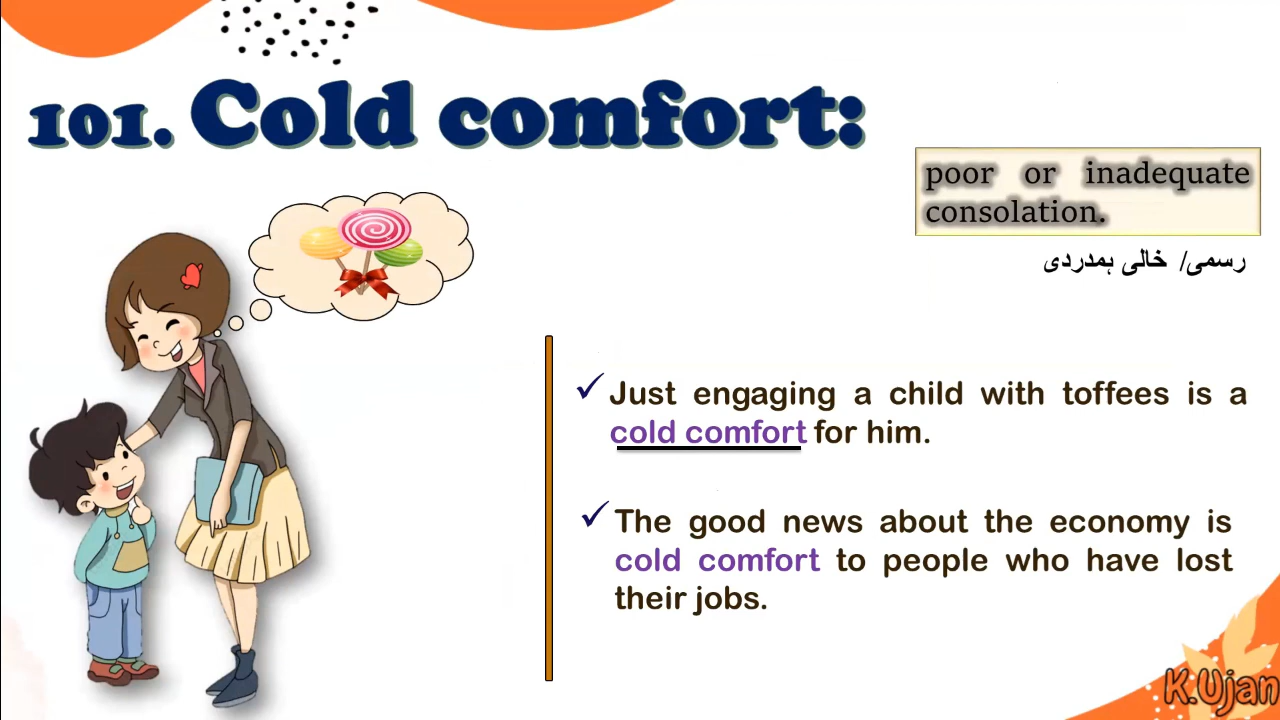 101. Cold comfort:
poor or inadequate
consolation.
رسمی/ خالی ہمدردی
Just engaging a child with toffees is a
cold comfort for him.
The good news about the economy is
cold comfort to people who have lost
their jobs.
K.Ujan